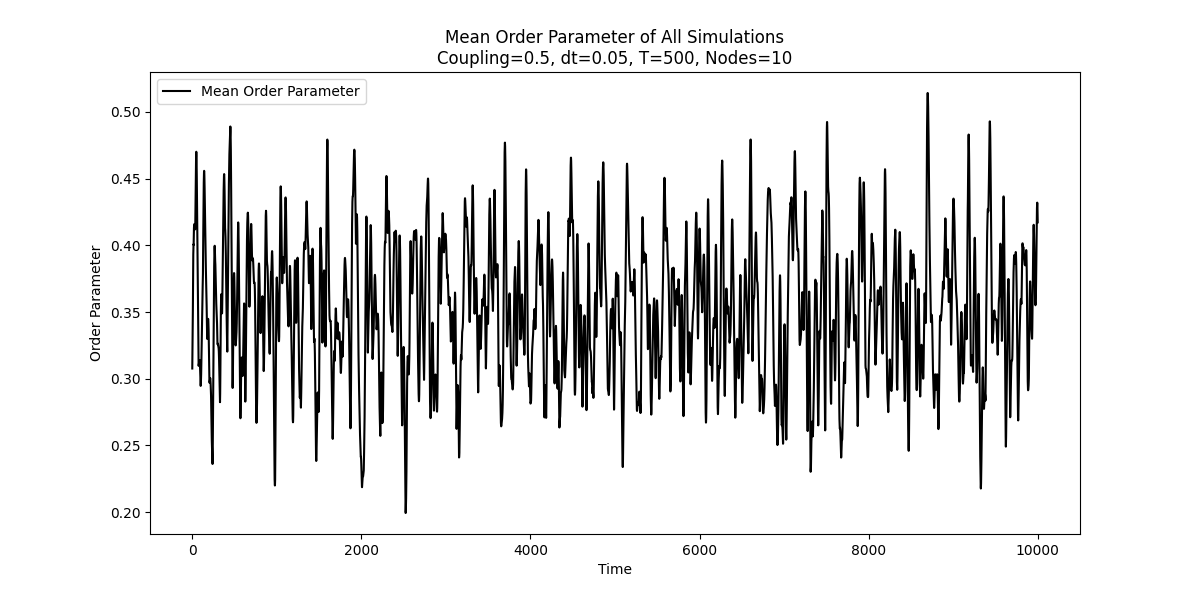 Mean Order Parameter of All Simulations
Coupling=0.5, dt=0.05, T=500, Nodes=10
Mean Order Parameter
0.50
0.45
0.40
0.35
0.30
0.25
0.20
Order Parameter
0 2000 4000 6000 8000 10000
Time